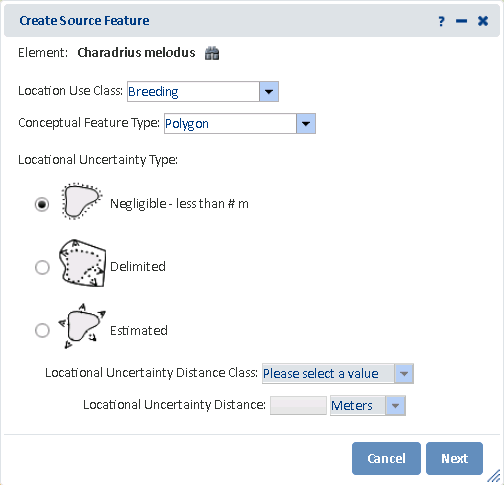 Create Source Feature ? – ×
Element: Charadrius melodus
Location Use Class: Breeding
Conceptual Feature Type: Polygon
Locational Uncertainty Type:
Negligible - less than # m
Delimited
Estimated
Locational Uncertainty Distance Class: Please select a value
Locational Uncertainty Distance: Meters
Cancel Next